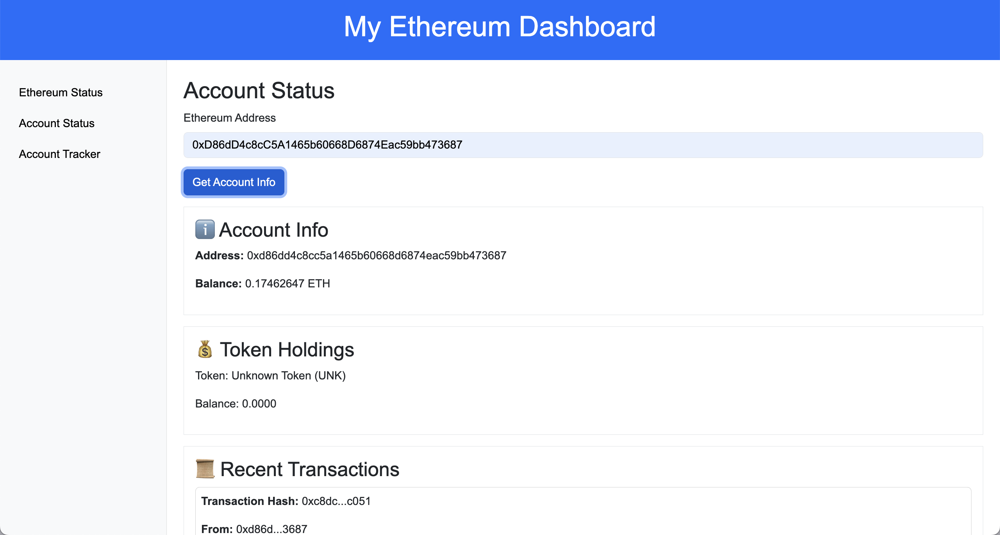 My Ethereum Dashboard
Ethereum Status
Account Status
Account Tracker
Account Status
Ethereum Address
0xD86dD4c8cC5A1465b60668D6874Eac59bb473687
Get Account Info
Account Info
Address: 0xd86dd4c8cc5a1465b60668d6874eac59bb473687
Balance: 0.17462647 ETH
Token Holdings
Token: Unknown Token (UNK)
Balance: 0.0000
Recent Transactions
Transaction Hash: 0xc8dc...c051
From: 0xd86d...3687